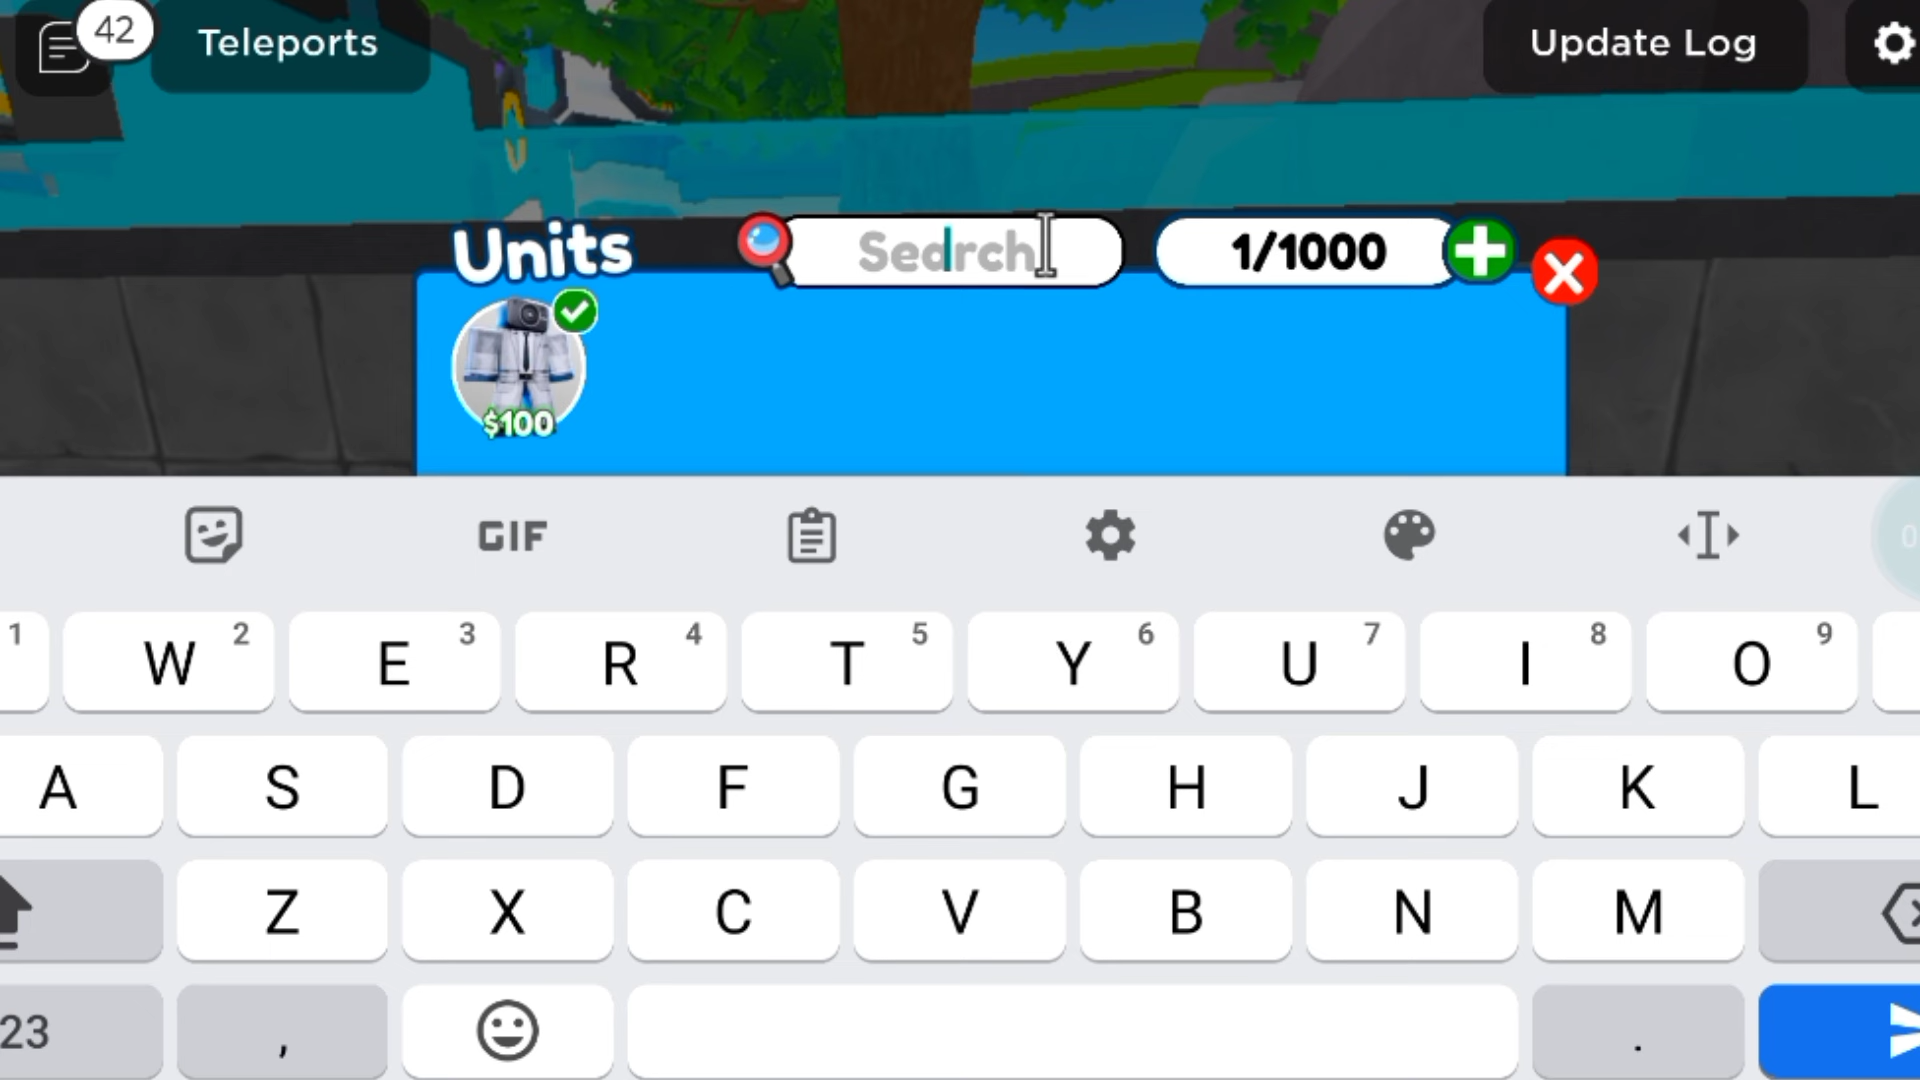 42
Teleports
Update Log
Units
Search
1/1000
$100
GIF
1
W 2
E 3
R 4
T 5
Y 6
U 7
I 8
O 9
A
S
D
F
G
H
J
K
L
Z
X
C
V
B
N
M
23
,
.
0